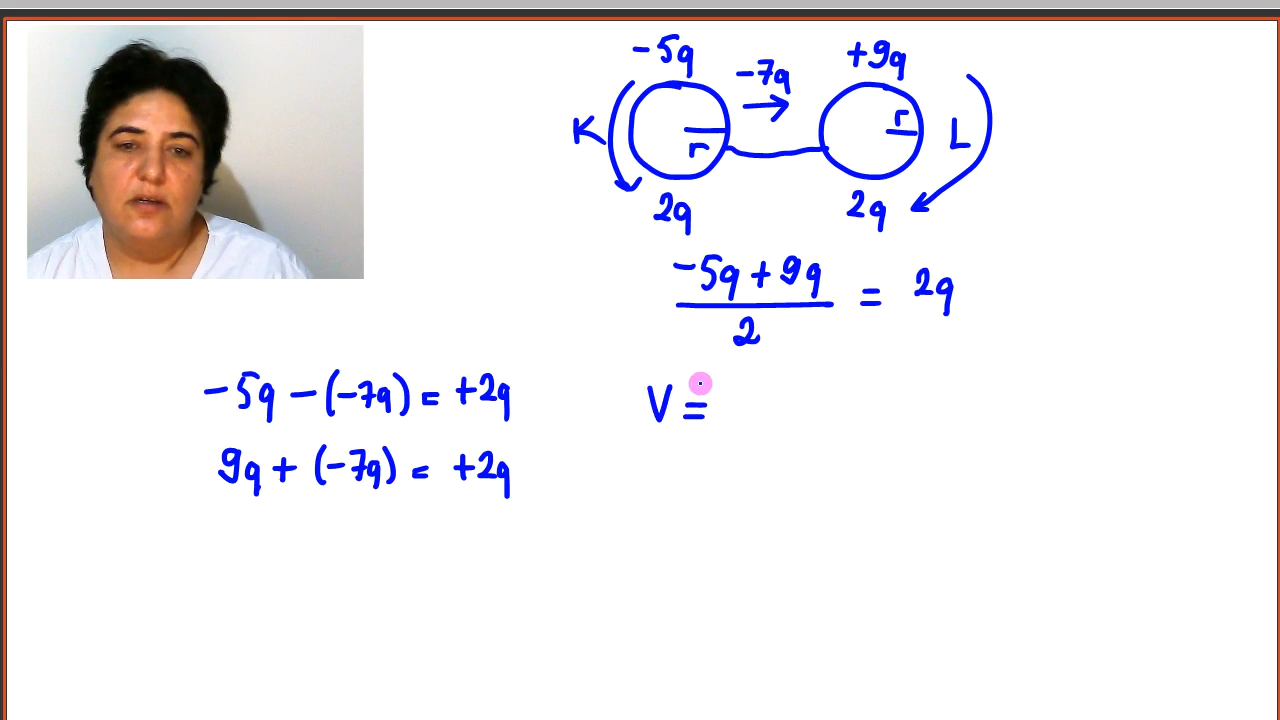 -5q +9q
-7q
K r r L
2q 2q
-5q + 9q
2 = 2q
-5q - (-7q) = +2q
V =
9q + (-7q) = +2q